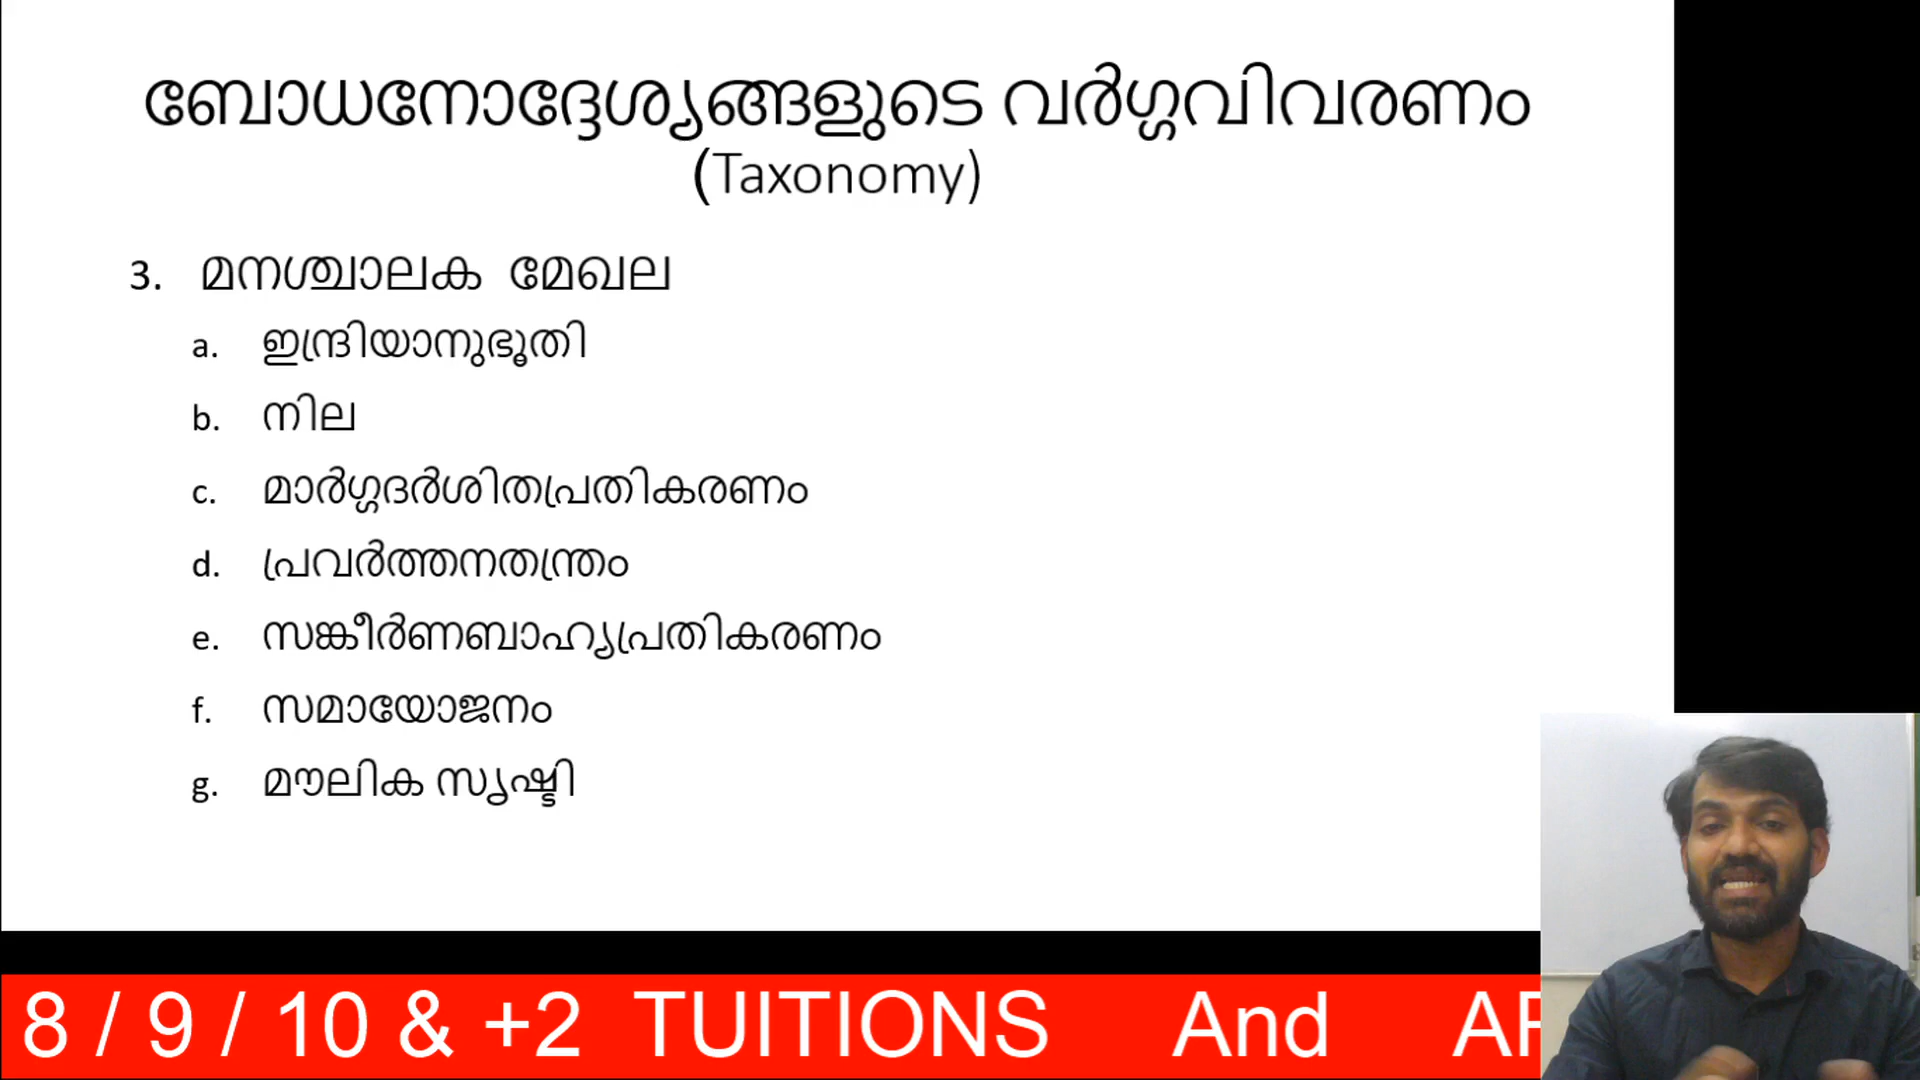 ബോധനോദ്ദേശ്യങ്ങളുടെ വർഗ്ഗവിവരണം
(Taxonomy)
3. മനശ്ചാലക മേഖല
a. ഇന്ദ്രിയാനുഭൂതി
b. നില
c. മാർഗ്ഗദർശിതപ്രതികരണം
d. പ്രവർത്തനതന്ത്രം
e. സങ്കീർണബാഹ്യപ്രതികരണം
f. സമായോജനം
g. മൗലിക സൃഷ്ടി
8 / 9 / 10 & +2 TUITIONS And